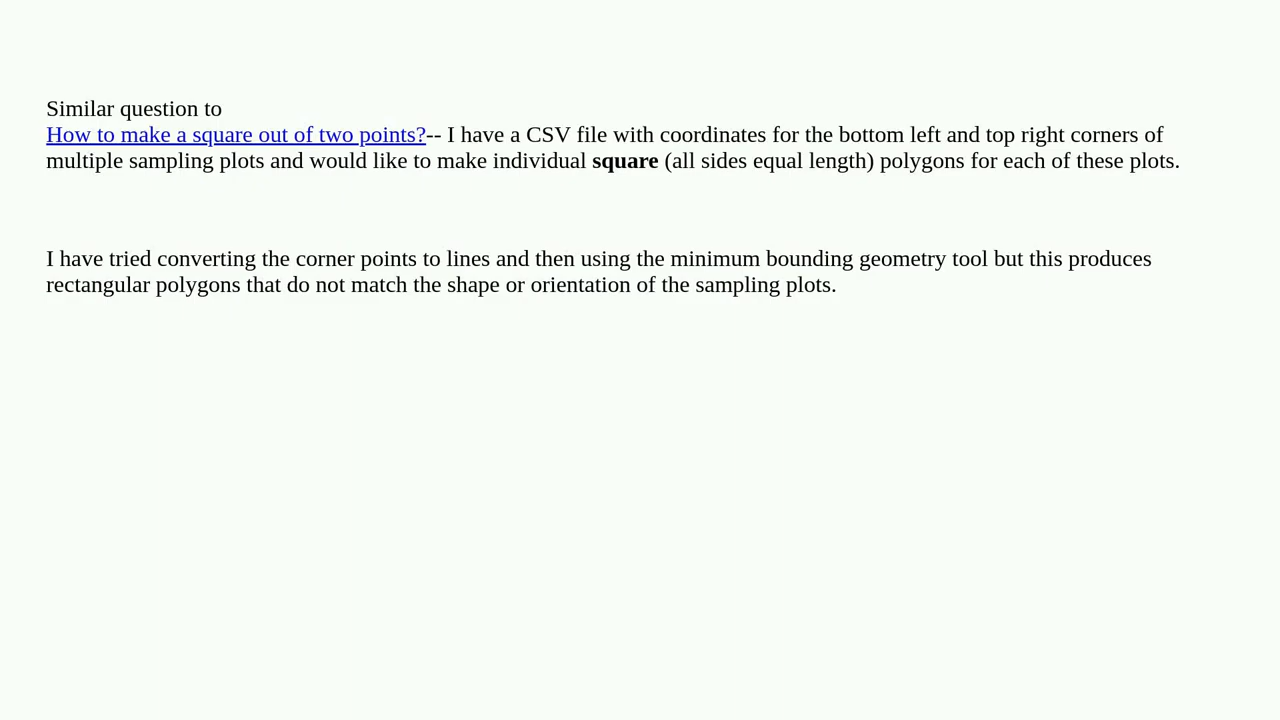 Similar question to
How to make a square out of two points?-- I have a CSV file with coordinates for the bottom left and top right corners of
multiple sampling plots and would like to make individual square (all sides equal length) polygons for each of these plots.
I have tried converting the corner points to lines and then using the minimum bounding geometry tool but this produces
rectangular polygons that do not match the shape or orientation of the sampling plots.